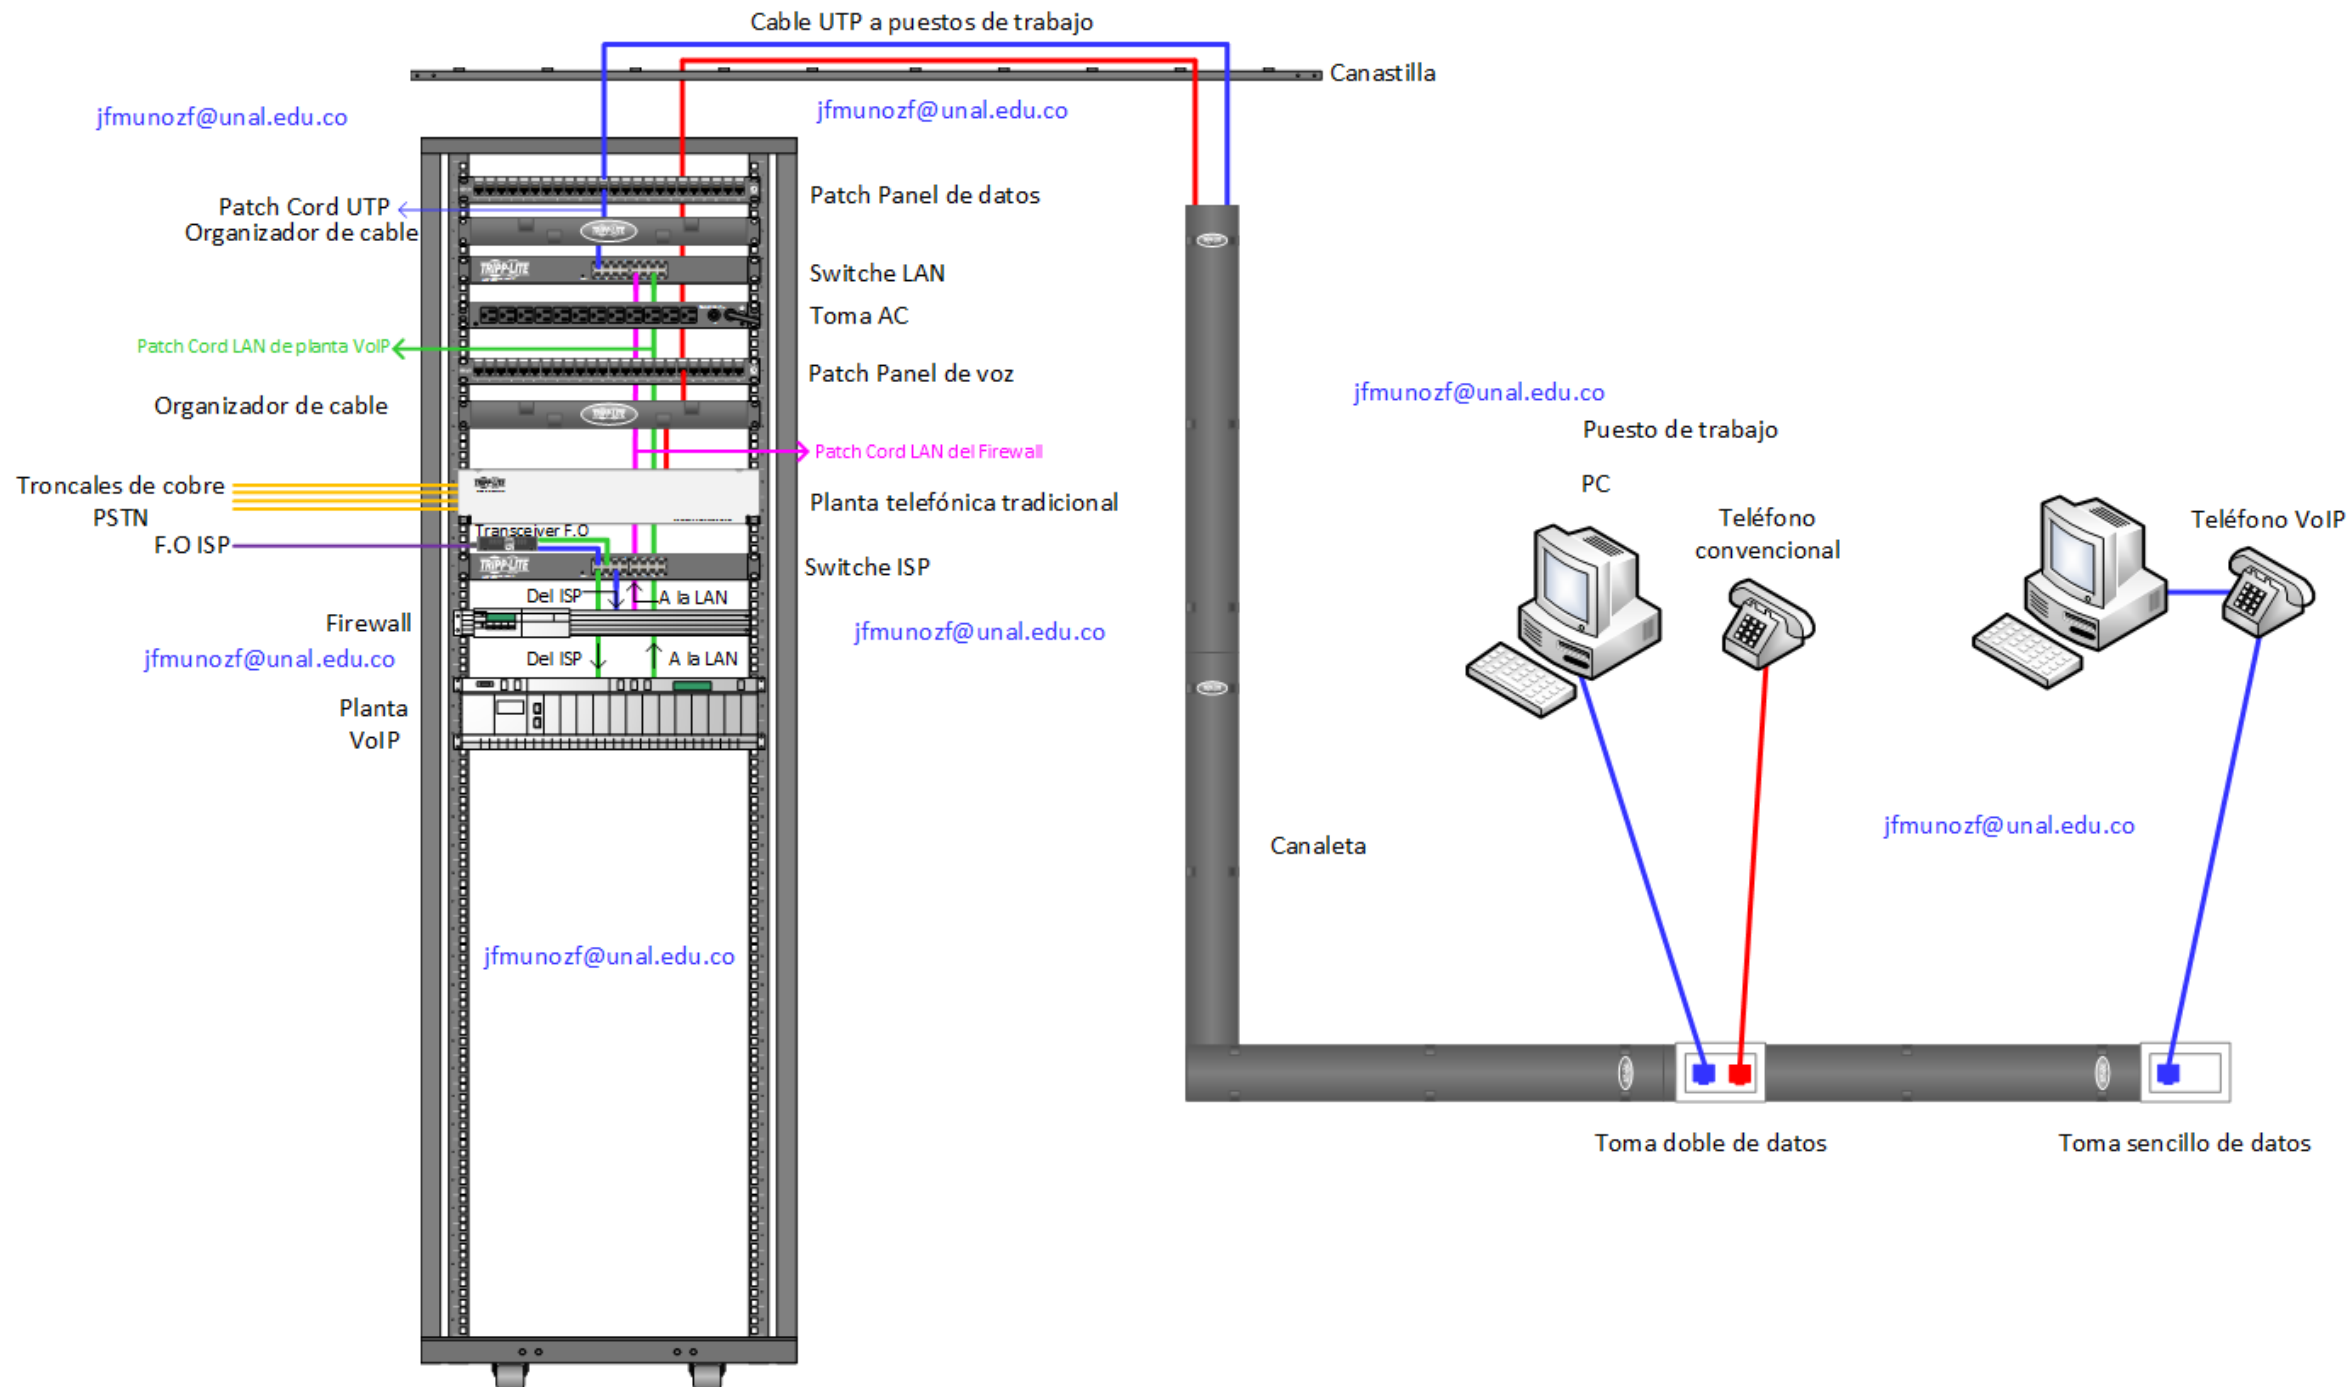 Cable UTP a puestos de trabajo
Canastilla
jfmunozf@unal.edu.co
jfmunozf@unal.edu.co
Patch Panel de datos
Patch Cord UTP
Organizador de cable
TRIPP-LITE
Switche LAN
Toma AC
Patch Cord LAN de planta VoIP
Patch Panel de voz
Organizador de cable
jfmunozf@unal.edu.co
Puesto de trabajo
Patch Cord LAN del Firewall
PC
Troncales de cobre
PSTN
Planta telefónica tradicional
Teléfono
convencional
Teléfono VoIP
Transceiver F.O
F.O ISP
TRIPP-LITE
Switche ISP
Del ISP
A la LAN
Firewall
jfmunozf@unal.edu.co
jfmunozf@unal.edu.co
Del ISP
A la LAN
Planta
VoIP
jfmunozf@unal.edu.co
Canaleta
jfmunozf@unal.edu.co
Toma doble de datos
Toma sencillo de datos